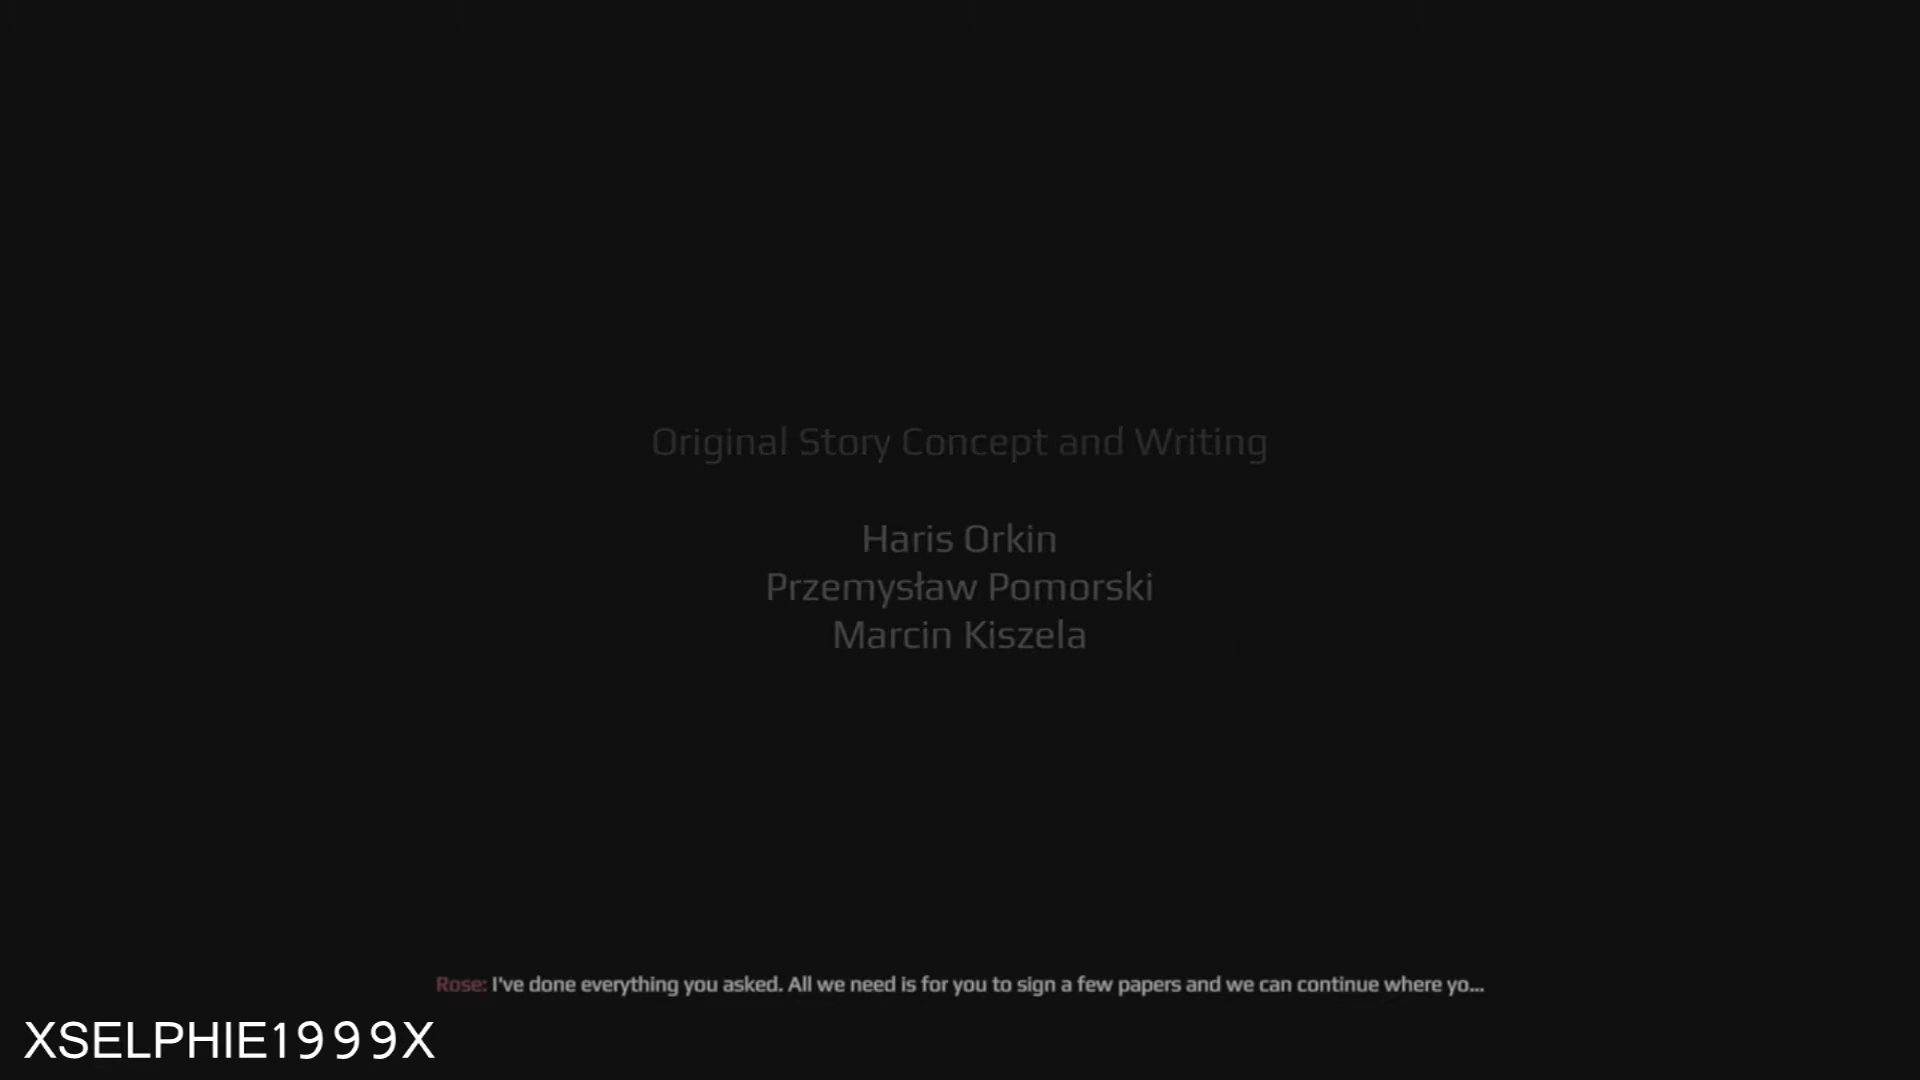 Original Story Concept and Writing
Haris Orkin
Przemysław Pomorski
Marcin Kiszela
Rose: I've done everything you asked. All we need is for you to sign a few papers and we can continue where yo...
XSELPHIE1999X